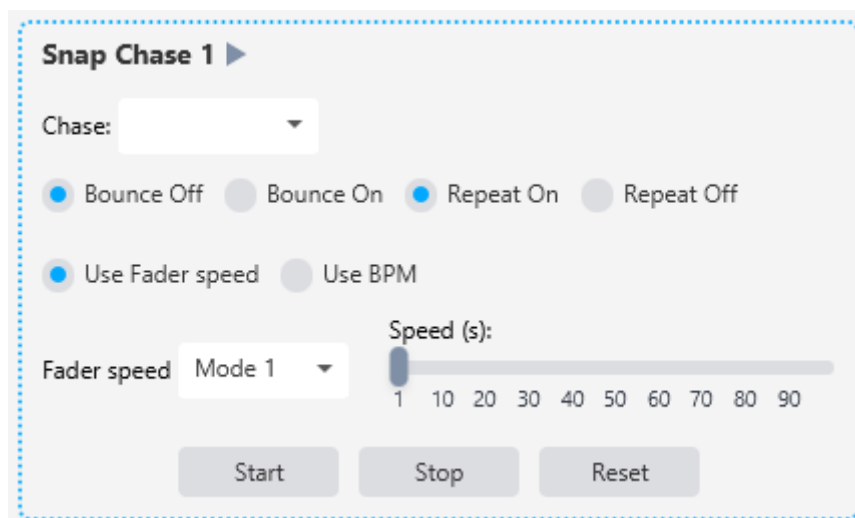 Snap Chase 1
Chase:
Bounce Off Bounce On Repeat On Repeat Off
Use Fader speed Use BPM
Speed (s):
Fader speed Mode 1
1 10 20 30 40 50 60 70 80 90
Start Stop Reset